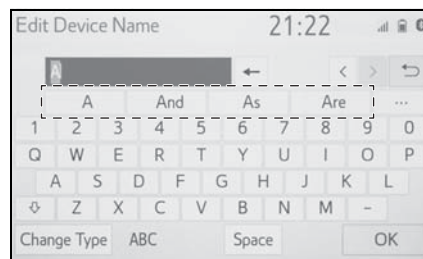 Edit Device Name 21:22
A
A And As Are ...
1 2 3 4 5 6 7 8 9 0
Q W E R T Y U I O P
A S D F G H J K L
Z X C V B N M -
Change Type ABC Space OK